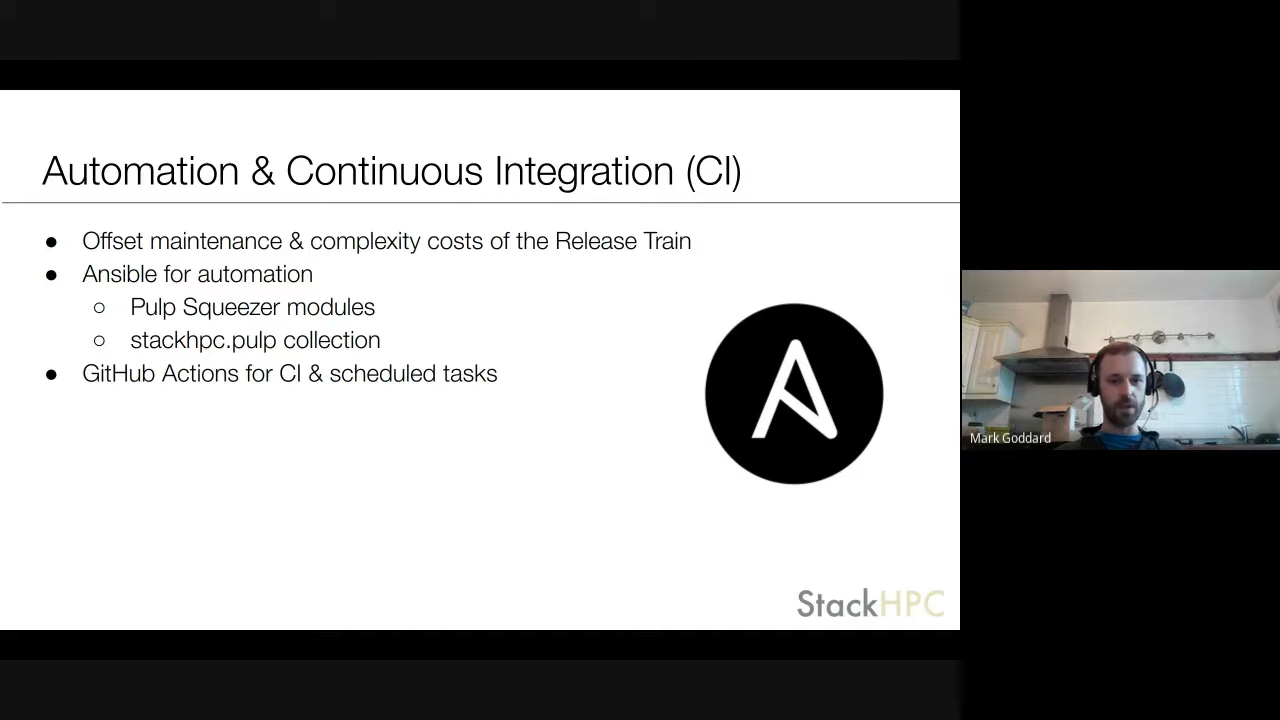 Automation & Continuous Integration (CI)
● Offset maintenance & complexity costs of the Release Train
● Ansible for automation
○ Pulp Squeezer modules
○ stackhpc.pulp collection
● GitHub Actions for CI & scheduled tasks
StackHPC
Mark Goddard